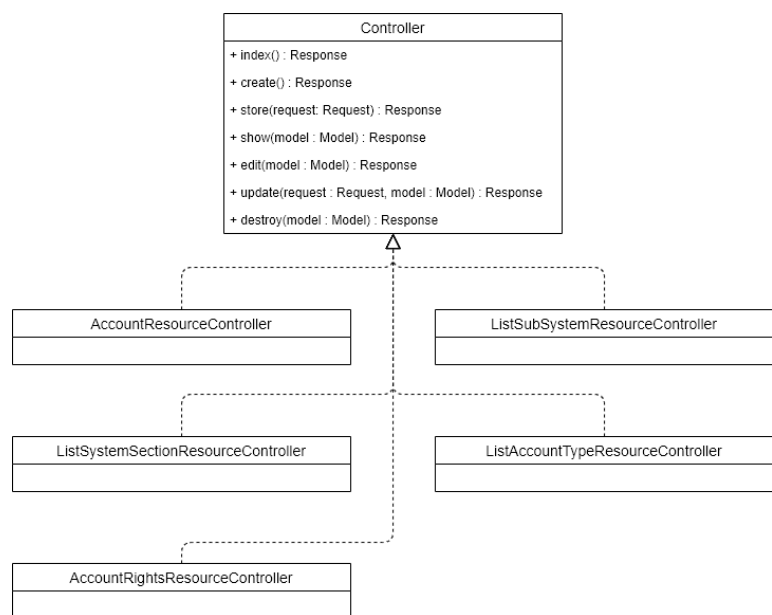 Controller
+ index() : Response
+ create() : Response
+ store(request: Request) : Response
+ show(model : Model) : Response
+ edit(model : Model) : Response
+ update(request : Request, model : Model) : Response
+ destroy(model : Model) : Response
AccountResourceController
ListSubSystemResourceController
ListSystemSectionResourceController
ListAccountTypeResourceController
AccountRightsResourceController